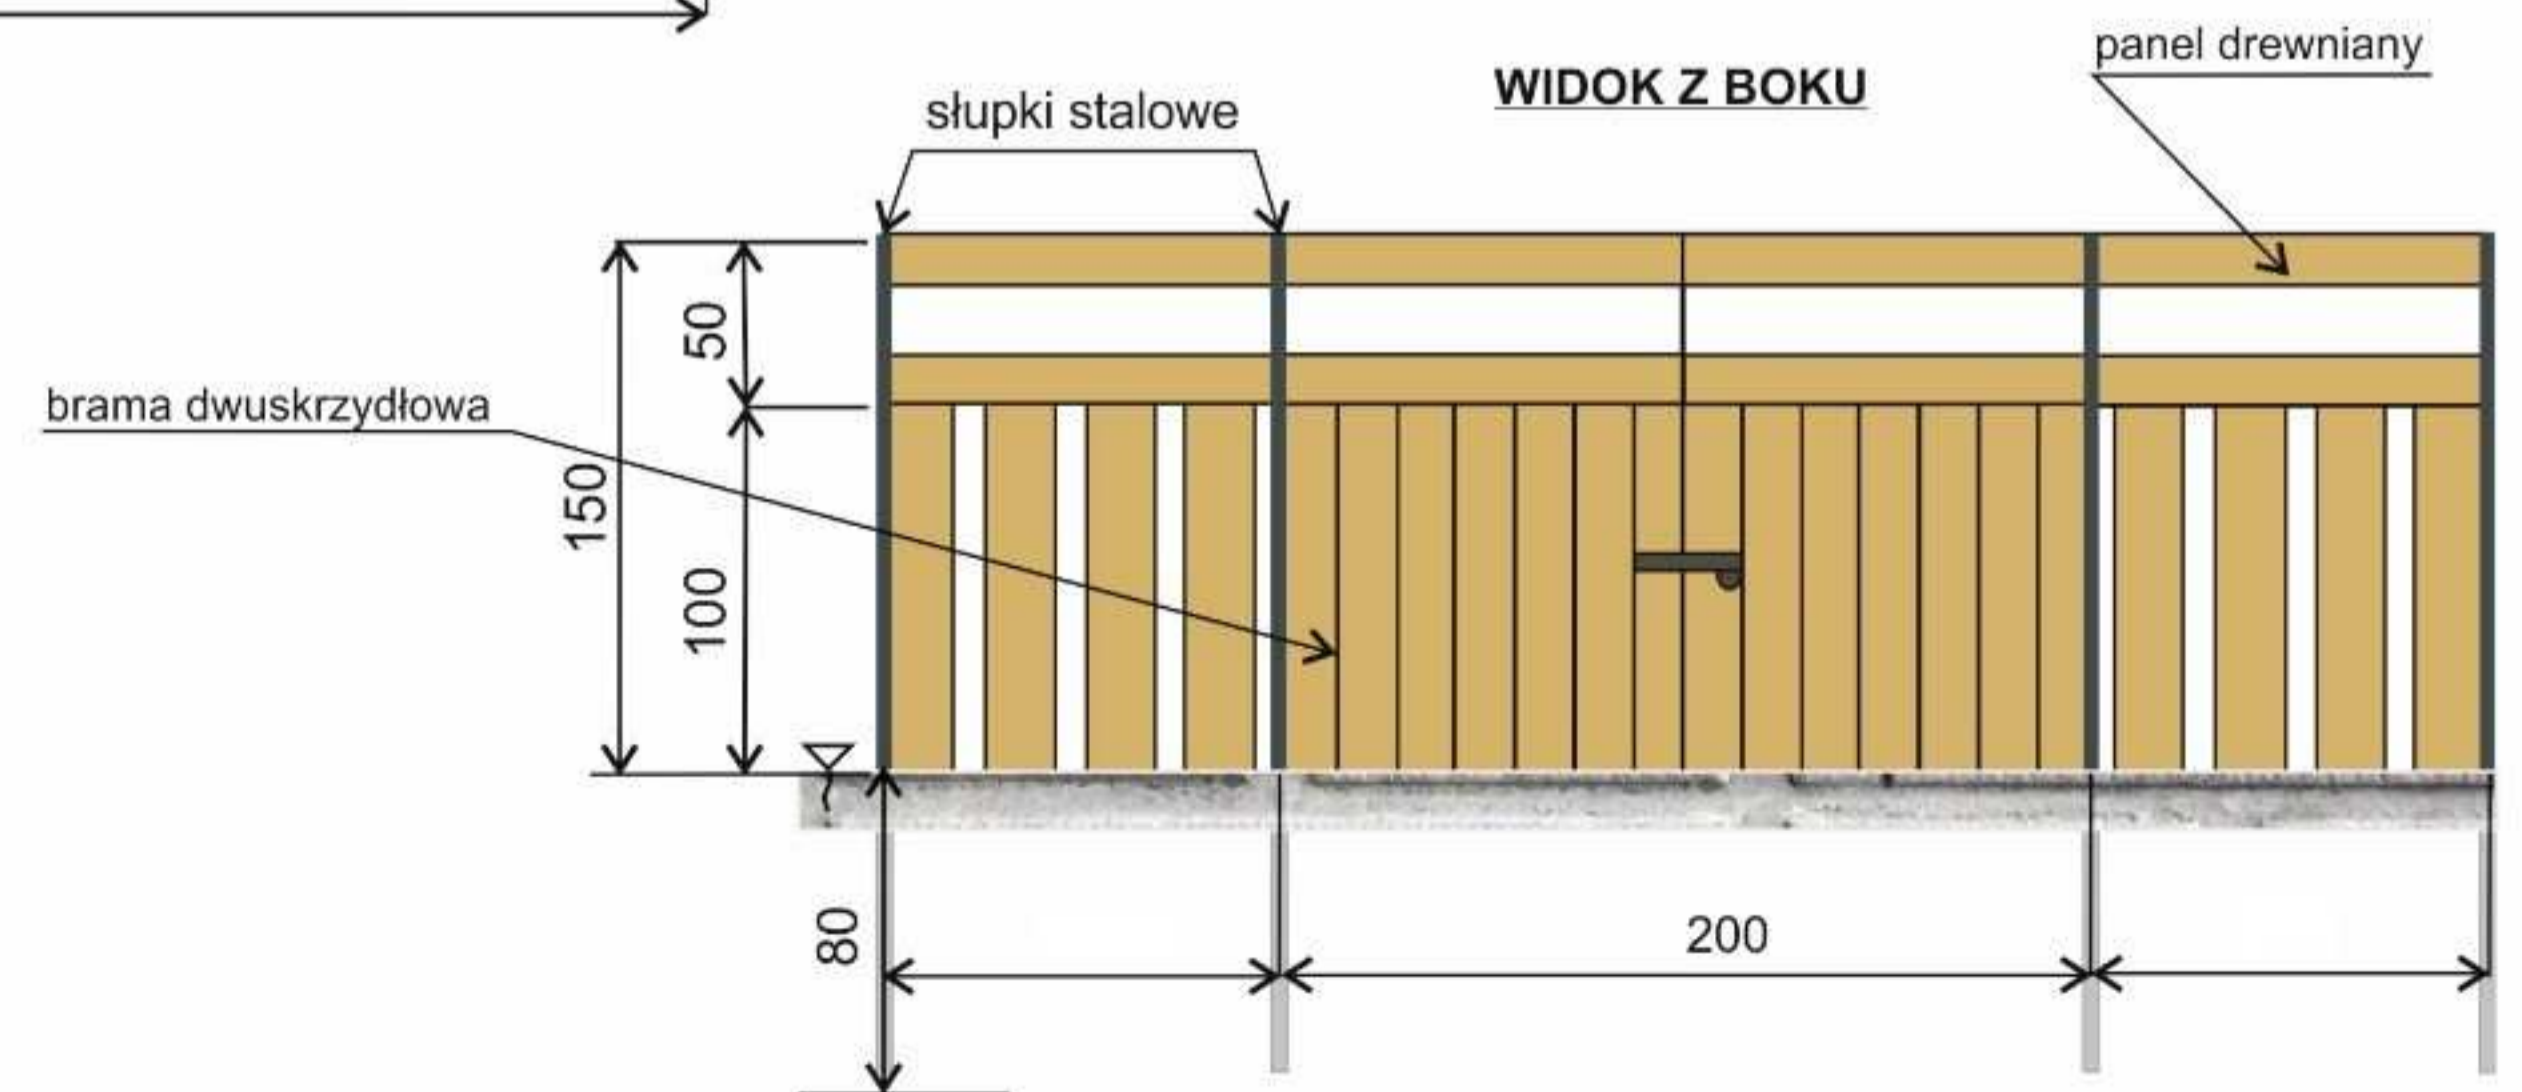 panel drewniany
WIDOK Z BOKU
słupki stalowe
50
brama dwuskrzydłowa
150
100
80
200